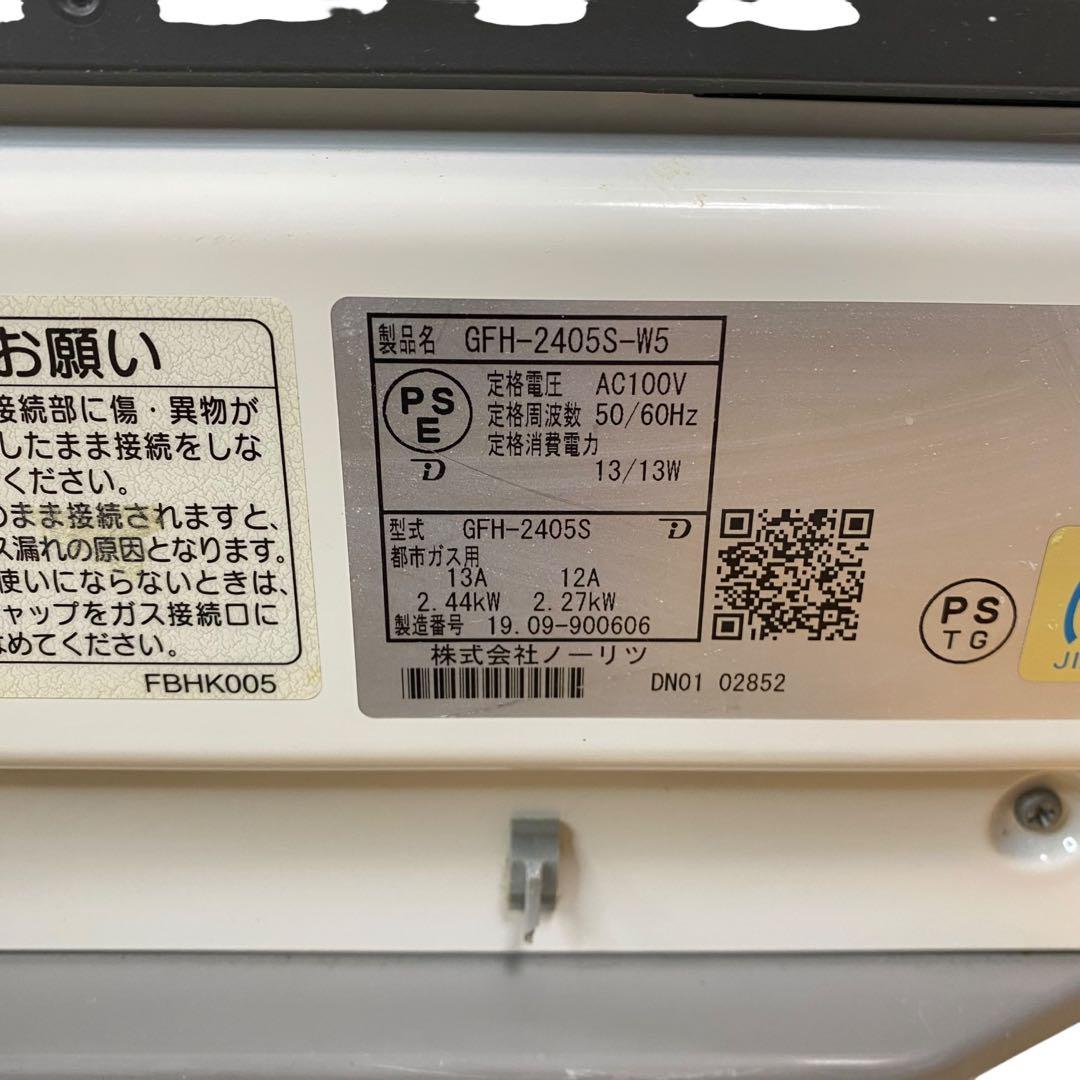 お願い
接続部に傷・異物が
したまま接続をしな
ください。
のまま接続されますと、
ス漏れの原因となります。
使いにならないときは、
ャップをガス接続口に
めてください。
FBHK005
製品名 GFH-2405S-W5
PS
E
定格電圧 AC100V
定格周波数 50/60Hz
定格消費電力
13/13W
型式 GFH-2405S
都市ガス用
13A 12A
2.44kW 2.27kW
製造番号 19.09-900606
株式会社ノーリツ
DN01 02852
PS
TG
JI